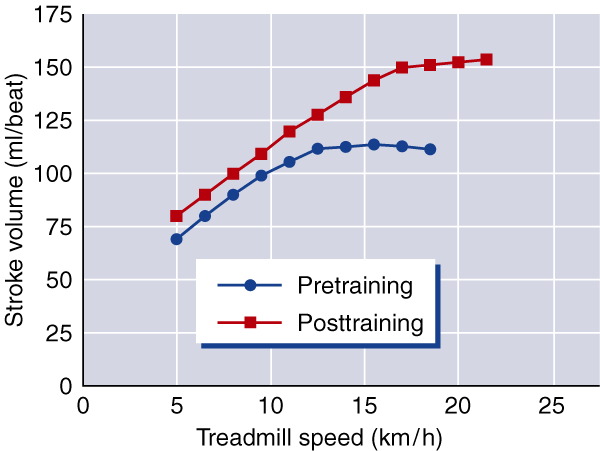 175
150
125
100
75
50
25
0
Stroke volume (ml/beat)
Pretraining
Posttraining
0 5 10 15 20 25
Treadmill speed (km/h)